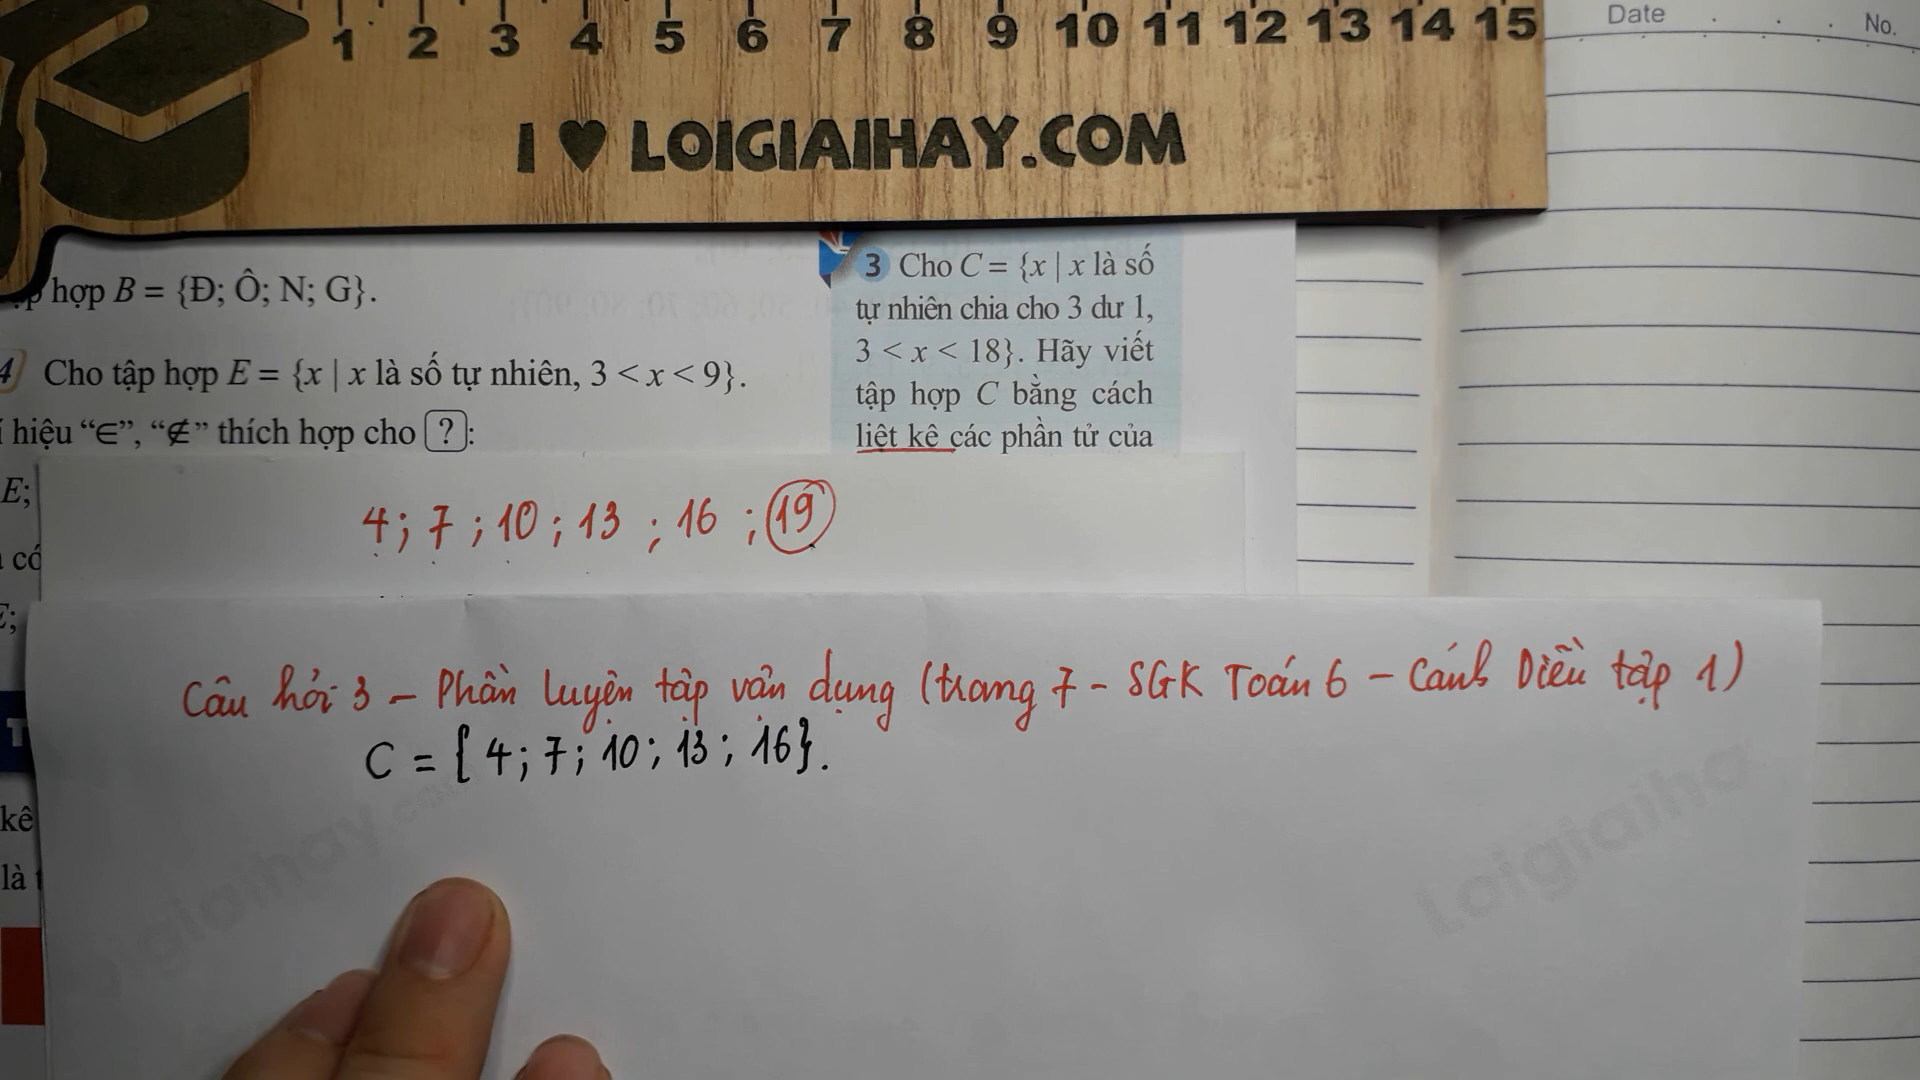 1 2 3 4 5 6 7 8 9 10 11 12 13 14 15
Date No.
I ♥ LOIGIAIHAY.COM
hợp B = {Đ; Ô; N; G}.
4 Cho tập hợp E = {x | x là số tự nhiên, 3 < x < 9}.
hiệu “∈”, “∉” thích hợp cho ? :
E;
có
3 Cho C = {x | x là số
tự nhiên chia cho 3 dư 1,
3 < x < 18}. Hãy viết
tập hợp C bằng cách
liệt kê các phần tử của
4; 7; 10; 13; 16; 19
Câu hỏi 3 – Phần luyện tập vận dụng (trang 7 – SGK Toán 6 – Cánh Diều tập 1)
C = {4; 7; 10; 13; 16}.
kê
là
Loigiaiha